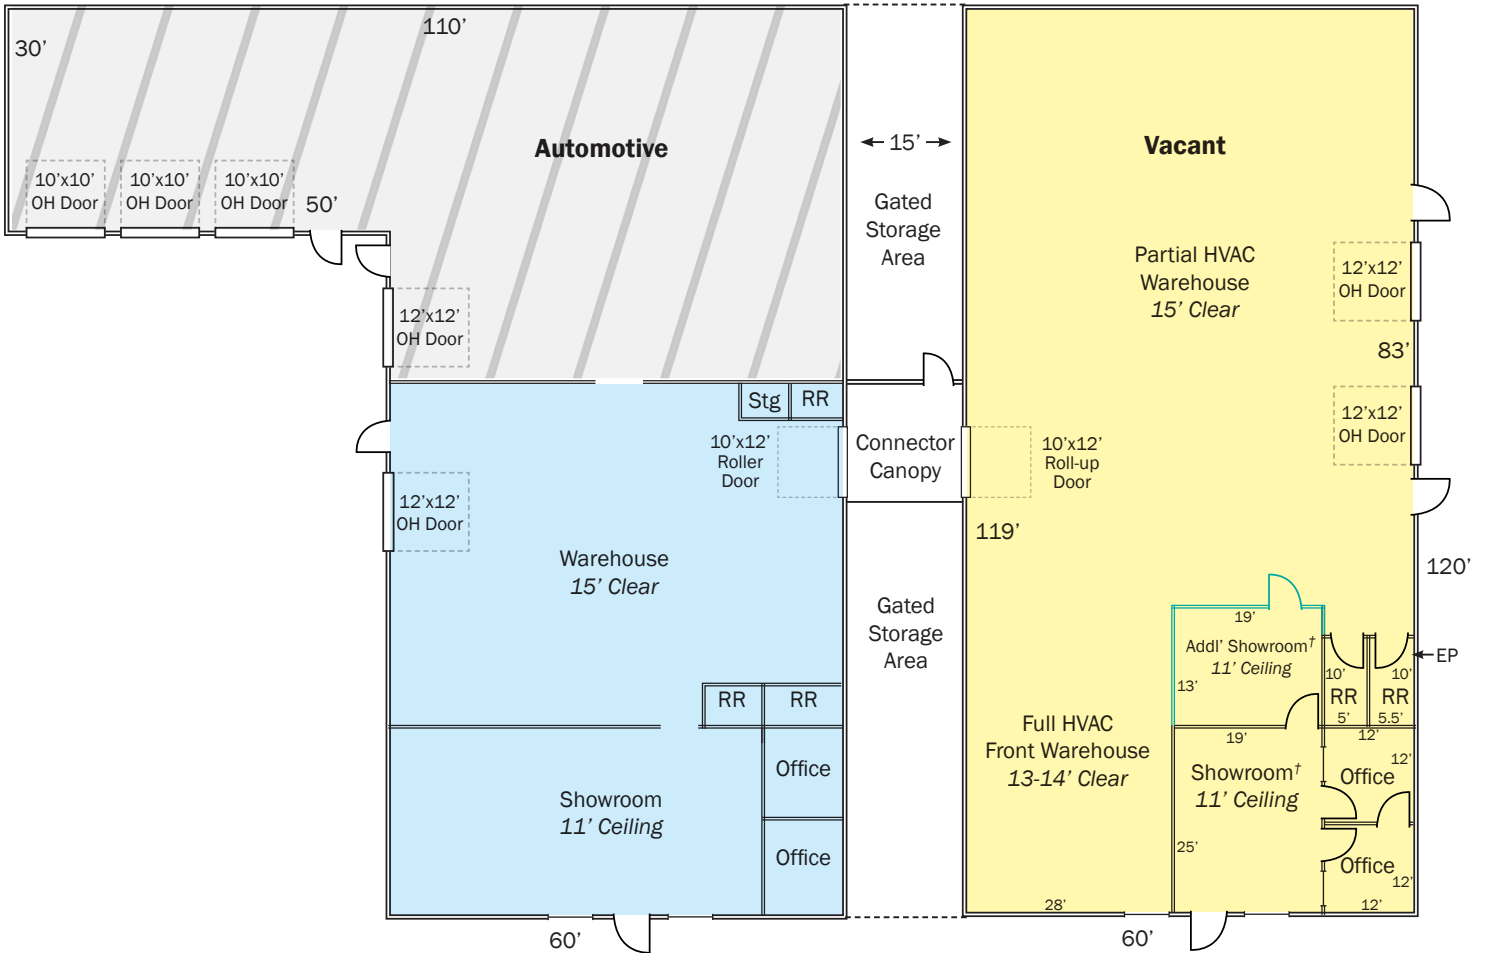 110’
30’
Automotive
10’x10’
OH Door
10’x10’
OH Door
10’x10’
OH Door
50’
12’x12’
OH Door
Stg
RR
10’x12’
Roller
Door
12’x12’
OH Door
Warehouse
15’ Clear
RR
RR
Office
Showroom
11’ Ceiling
Office
60’
15’
Gated
Storage
Area
Connector
Canopy
Gated
Storage
Area
Vacant
Partial HVAC
Warehouse
15’ Clear
12’x12’
OH Door
83’
12’x12’
OH Door
10’x12’
Roll-up
Door
119’
120’
19’
Addl’ Showroom†
11’ Ceiling
13’
10’
RR
5’
10’
RR
5.5’
EP
Full HVAC
Front Warehouse
13-14’ Clear
19’
Showroom†
11’ Ceiling
25’
12’
12’
Office
Office
12’
12’
28’
60’